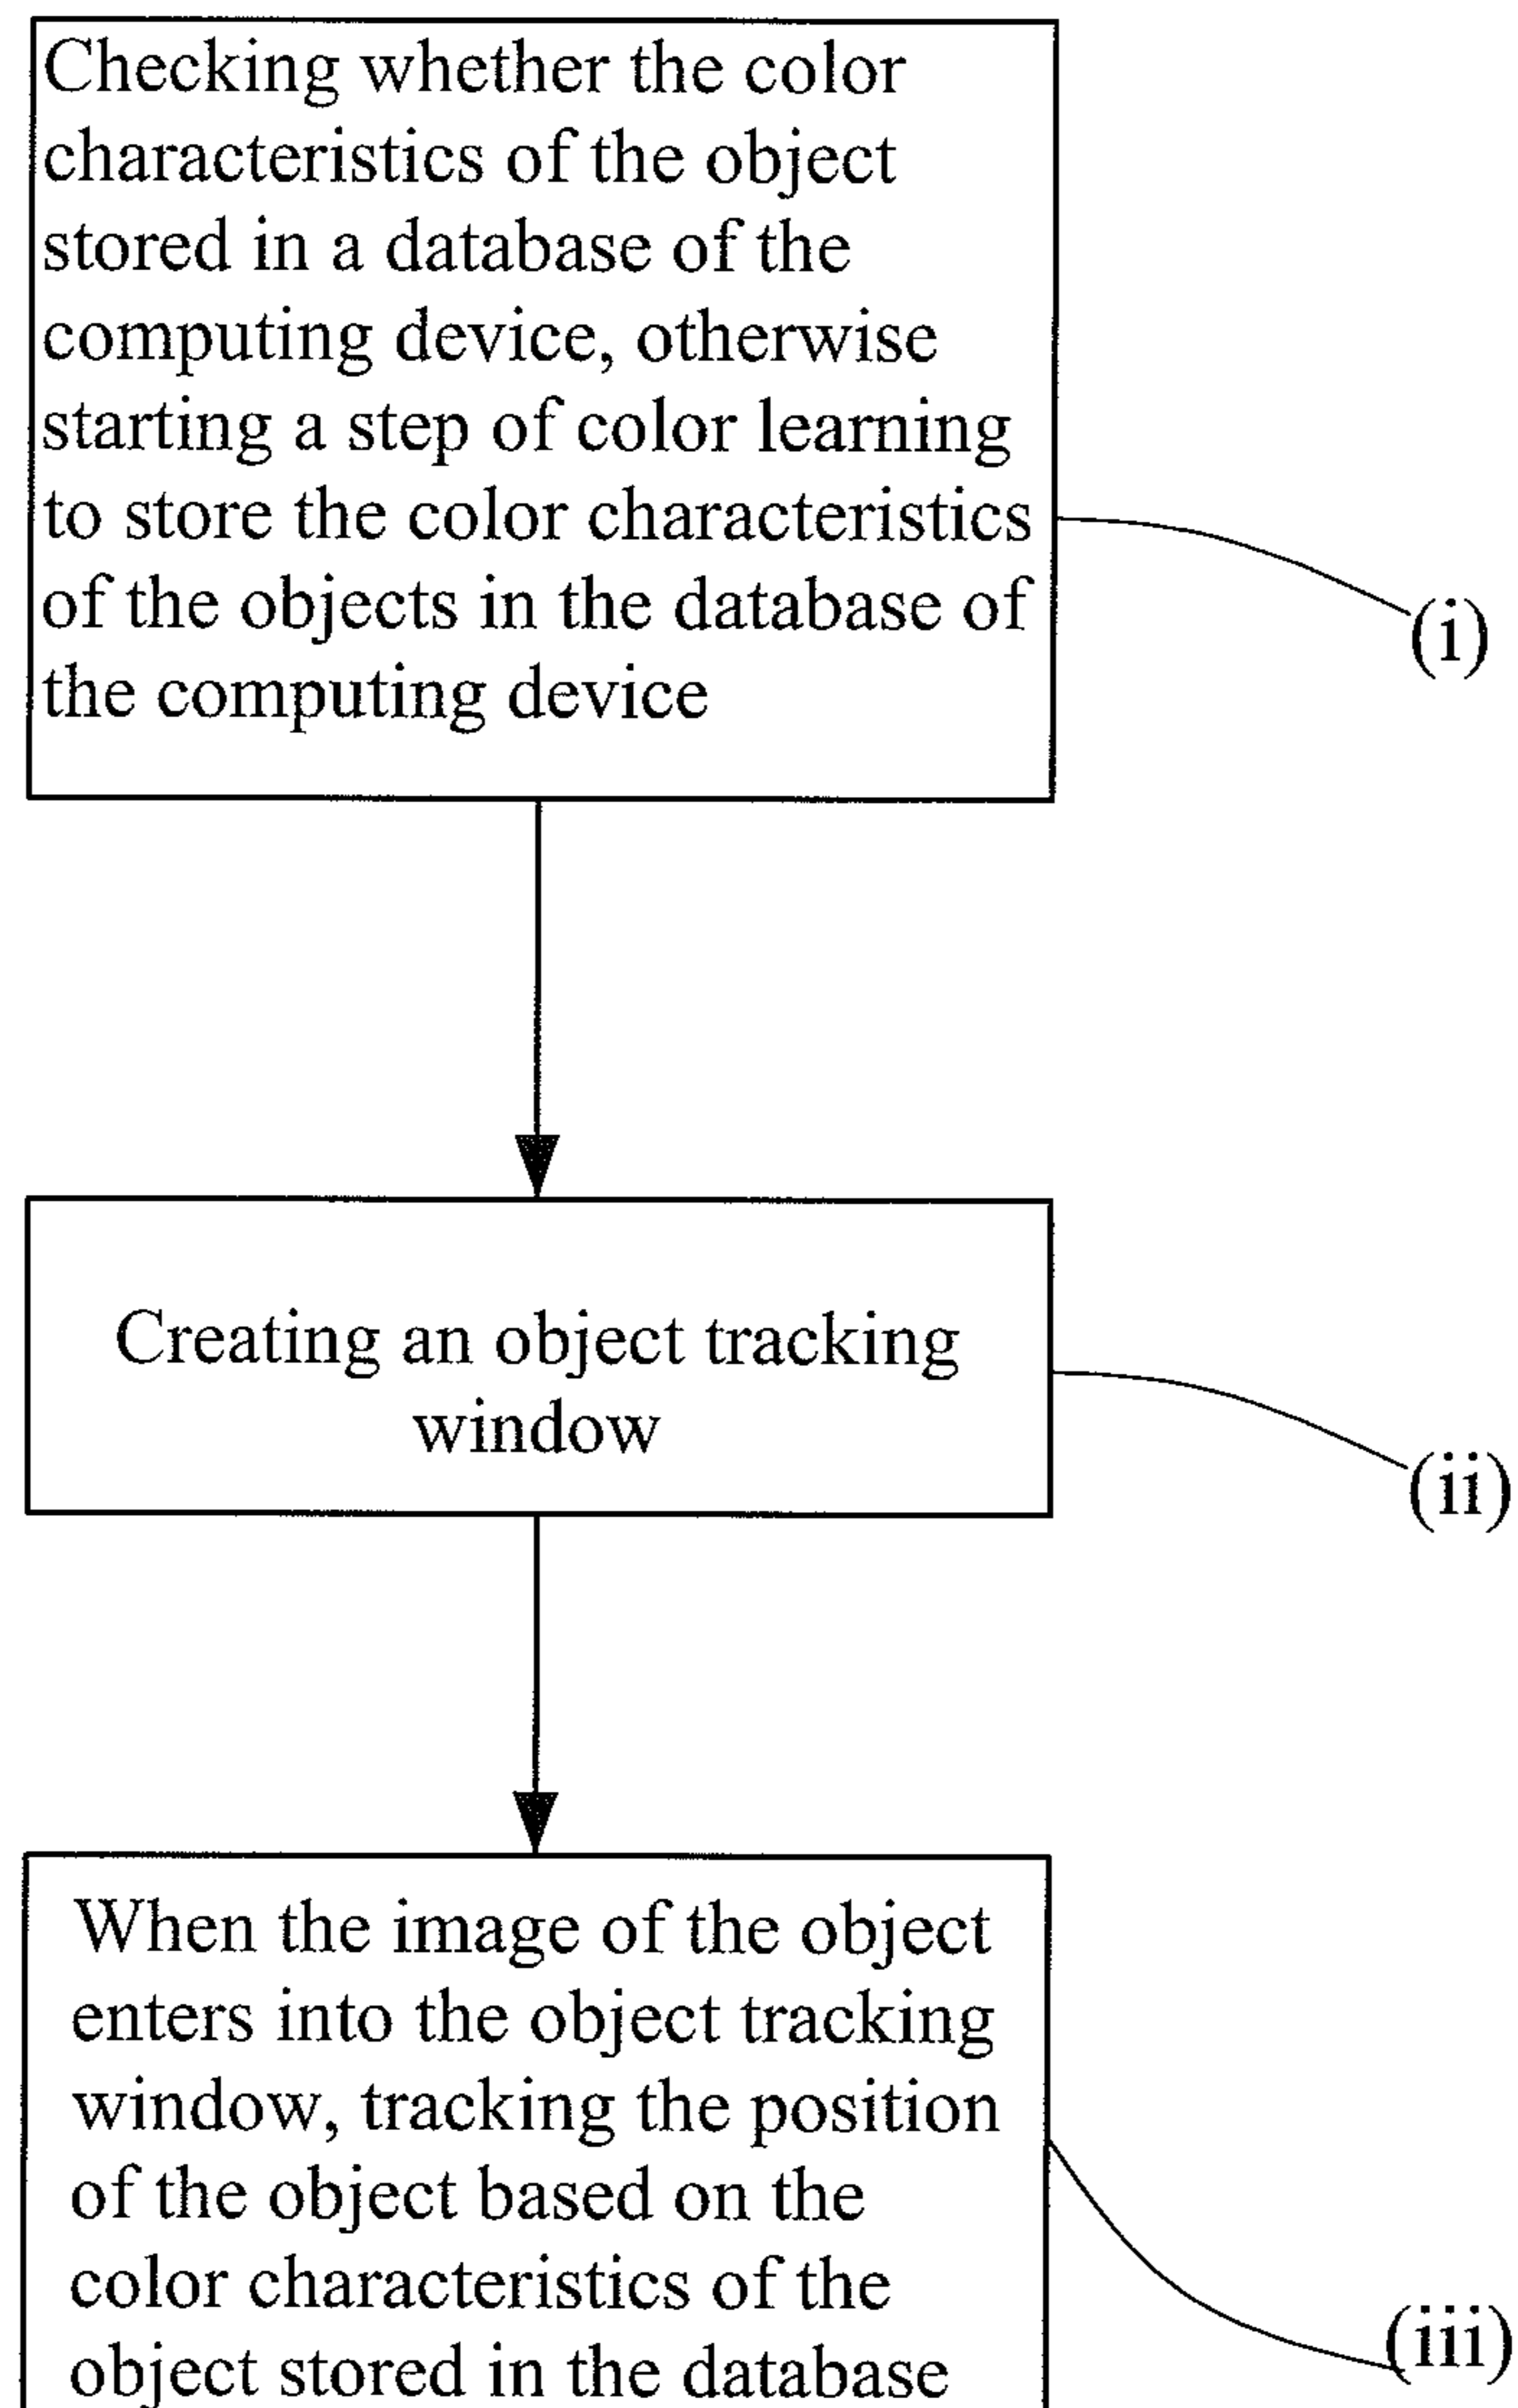 Checking whether the color
characteristics of the object
stored in a database of the
computing device, otherwise
starting a step of color learning
to store the color characteristics
of the objects in the database of
the computing device
(i)
Creating an object tracking
window
(ii)
When the image of the object
enters into the object tracking
window, tracking the position
of the object based on the
color characteristics of the
object stored in the database
(iii)